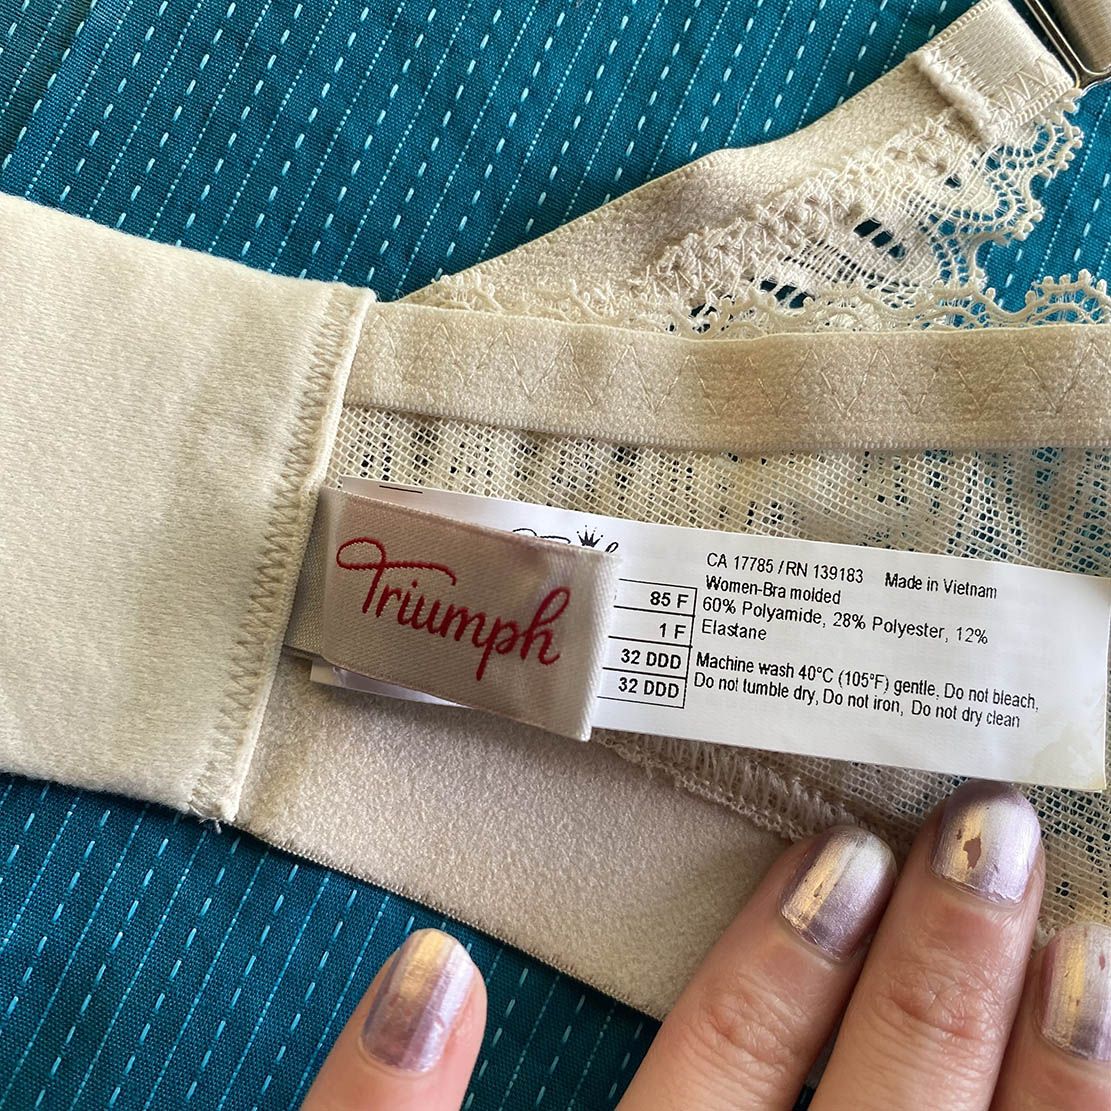 Triumph
85 F
1 F
32 DDD
32 DDD
CA 17785 / RN 139183 Made in Vietnam
Women-Bra molded
60% Polyamide, 28% Polyester, 12%
Elastane
Machine wash 40°C (105°F) gentle, Do not bleach,
Do not tumble dry, Do not iron, Do not dry clean